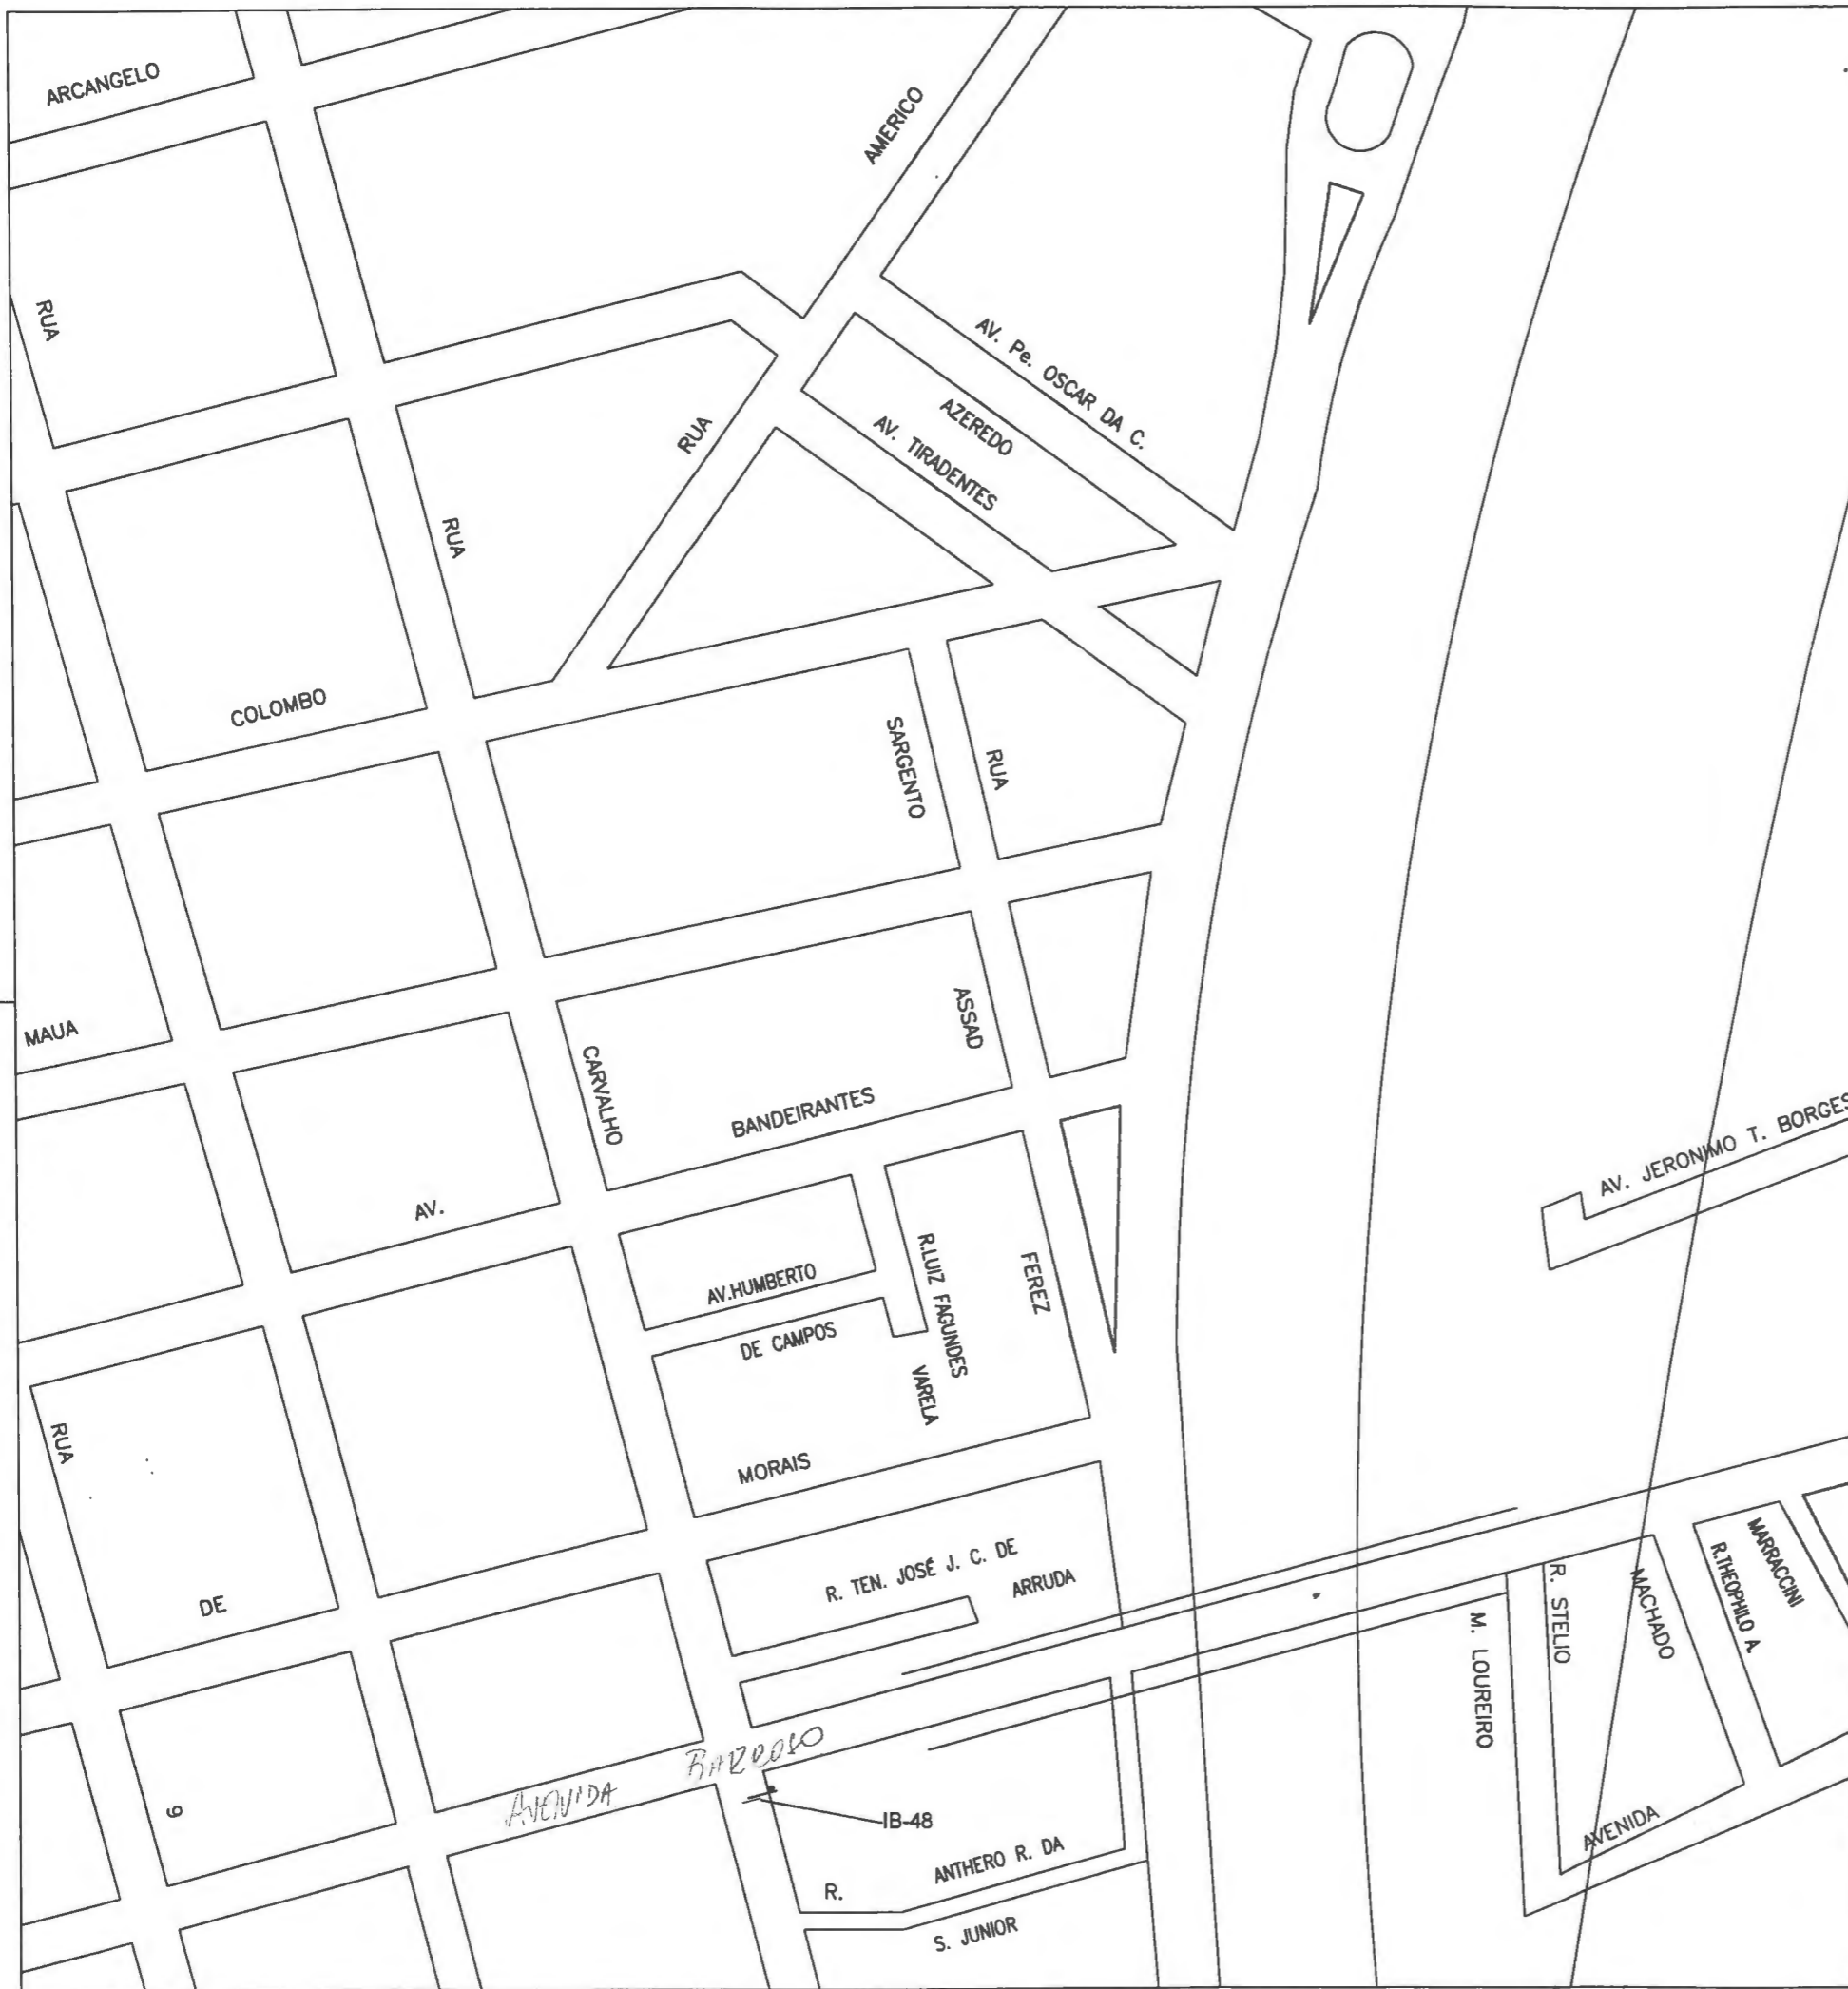 ARCANGELO
AMERICO
RUA
AV. Pe. OSCAR DA C.
AZEREDO
AV. TIRADENTES
RUA
RUA
COLOMBO
SARGENTO
RUA
MAUA
ASSAD
CARVALHO
BANDEIRANTES
AV. JERONIMO T. BORGES
AV.
AV.HUMBERTO
DE CAMPOS
R.LUIZ FAGUNDES
VARELA
FEREZ
RUA
MORAIS
R. TEN. JOSÉ J. C. DE
ARRUDA
DE
R. STELIO
M. LOUREIRO
MACHADO
R.THEOPHILO A.
MARRACCINI
AVENIDA BARROSO
9
IB-48
ANTHERO R. DA
R.
S. JUNIOR
AVENIDA